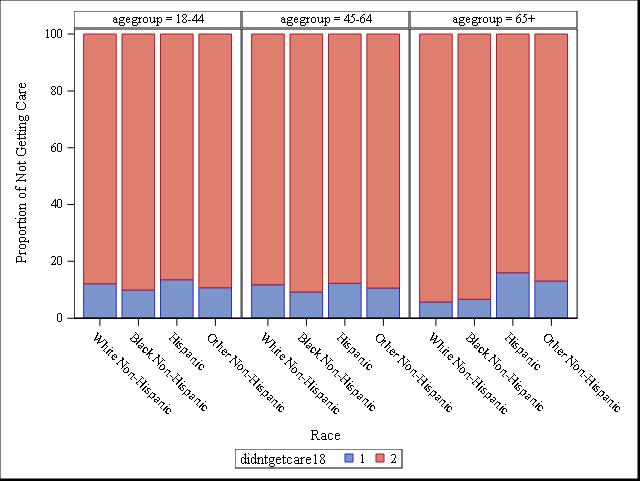 agegroup = 18-44 agegroup = 45-64 agegroup = 65+
Proportion of Not Getting Care
100
80
60
40
20
0
White Non-Hispanic
Black Non-Hispanic
Hispanic
Other Non-Hispanic
White Non-Hispanic
Black Non-Hispanic
Hispanic
Other Non-Hispanic
White Non-Hispanic
Black Non-Hispanic
Hispanic
Other Non-Hispanic
Race
didntgetcare18 1 2